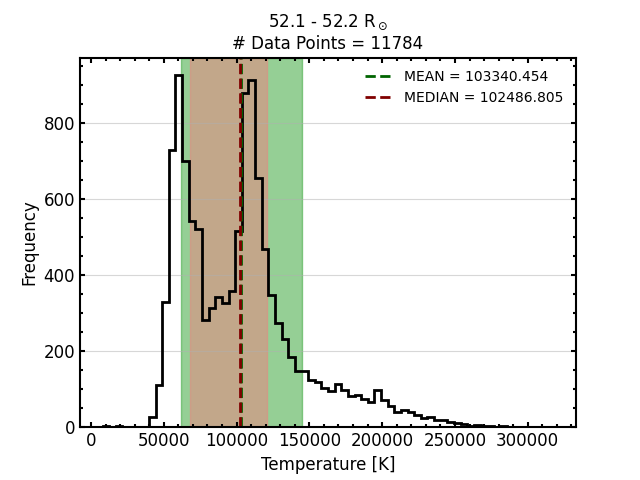 52.1 - 52.2 R⊙
# Data Points = 11784
MEAN = 103340.454
MEDIAN = 102486.805
Frequency
800
600
400
200
0
0 50000 100000 150000 200000 250000 300000
Temperature [K]